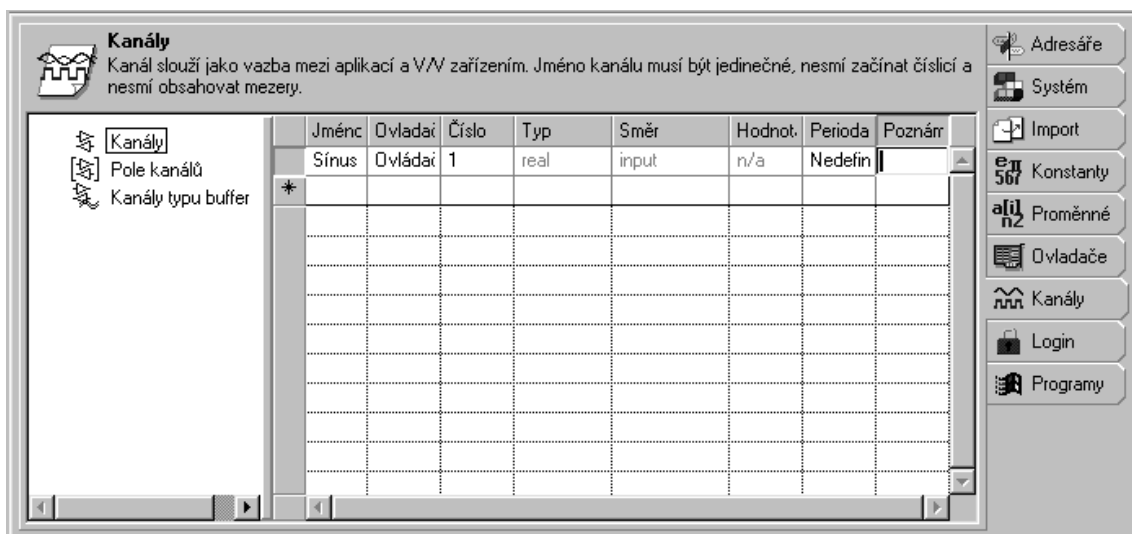 Kanály
Kanál slouží jako vazba mezi aplikací a V/V zařízením. Jméno kanálu musí být jedinečné, nesmí začínat číslicí a
nesmí obsahovat mezery.
Kanály
Pole kanálů
Kanály typu buffer
Jménc Ovladač Číslo Typ Směr Hodnot. Perioda Poznám
Sínus Ovládač 1 real input n/a Nedefin
Adresáře
Systém
Import
Konstanty
Proměnné
Ovladače
Kanály
Login
Programy